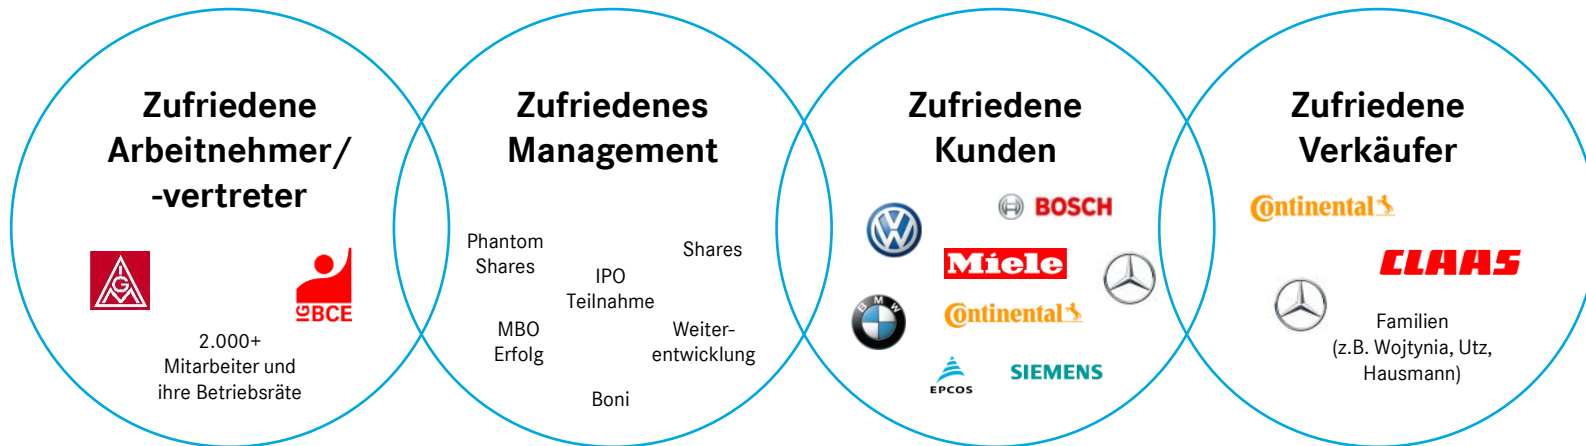 Zufriedene
Arbeitnehmer/
-vertreter
IGM
IGBCE
2.000+
Mitarbeiter und
ihre Betriebsräte
Zufriedenes
Management
Phantom
Shares
Shares
IPO
Teilnahme
MBO
Erfolg
Weiter-
entwicklung
Boni
Zufriedene
Kunden
VW
BOSCH
Miele
BMW
Continental
EPCOS
SIEMENS
Zufriedene
Verkäufer
Continental
CLAAS
Familien
(z.B. Wojtynia, Utz,
Hausmann)